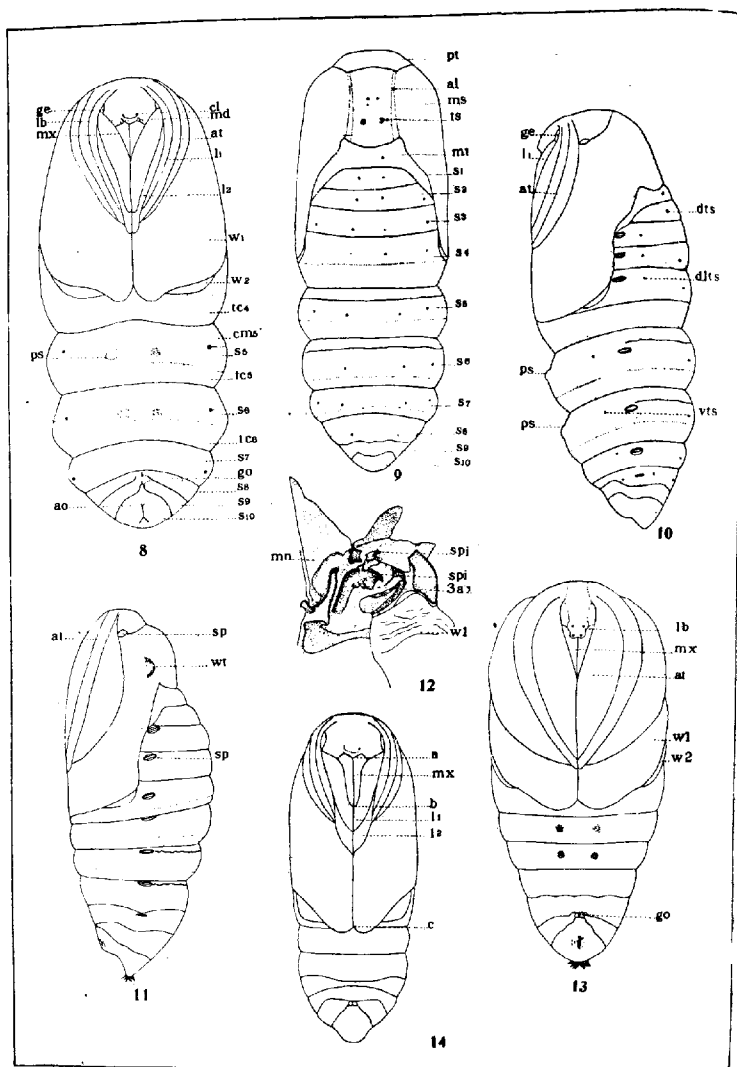 ge
lb
mx
cl
md
at
l1
l2
w1
w2
tc4
cms
ps
s5
tc5
s6
tc6
s7
go
s8
ao
s9
s10
8
pt
al
ms
ts
mt
s1
s2
s3
s4
s5
s6
s7
s8
s9
s10
9
ge
l1
at
dts
dlts
ps
vts
ps
10
at
sp
wt
sp
11
mn
spj
spi
3ax
w1
12
lb
mx
at
w1
w2
go
13
a
mx
b
l1
l2
c
14